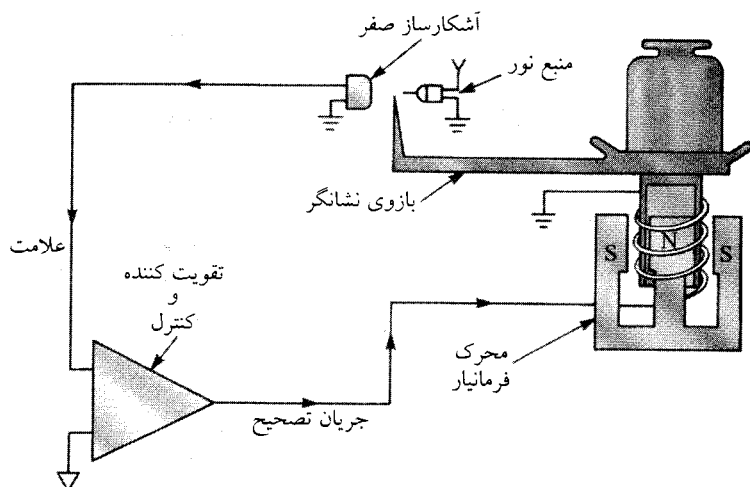 آشکارساز صفر
منبع نور
بازوی نشانگر
علامت
تقویت کننده
و
کنترل
S
N
S
محرک
فرمانیار
جریان تصحیح